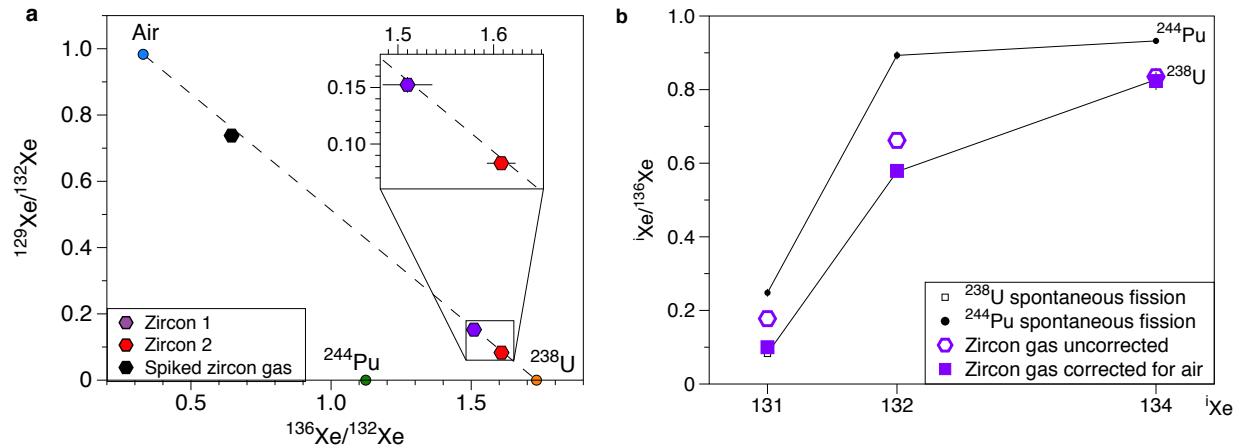 a
Air
1.5
1.6
0.15
0.10
1.0
0.8
0.6
0.4
0.2
0
¹²⁹Xe/¹³²Xe
Zircon 1
Zircon 2
Spiked zircon gas
²⁴⁴Pu
²³⁸U
0.5
1.0
1.5
¹³⁶Xe/¹³²Xe
b
1.0
0.8
0.6
0.4
0.2
0
ⁱXe/¹³⁶Xe
²⁴⁴Pu
²³⁸U
²³⁸U spontaneous fission
²⁴⁴Pu spontaneous fission
Zircon gas uncorrected
Zircon gas corrected for air
131
132
134
ⁱXe